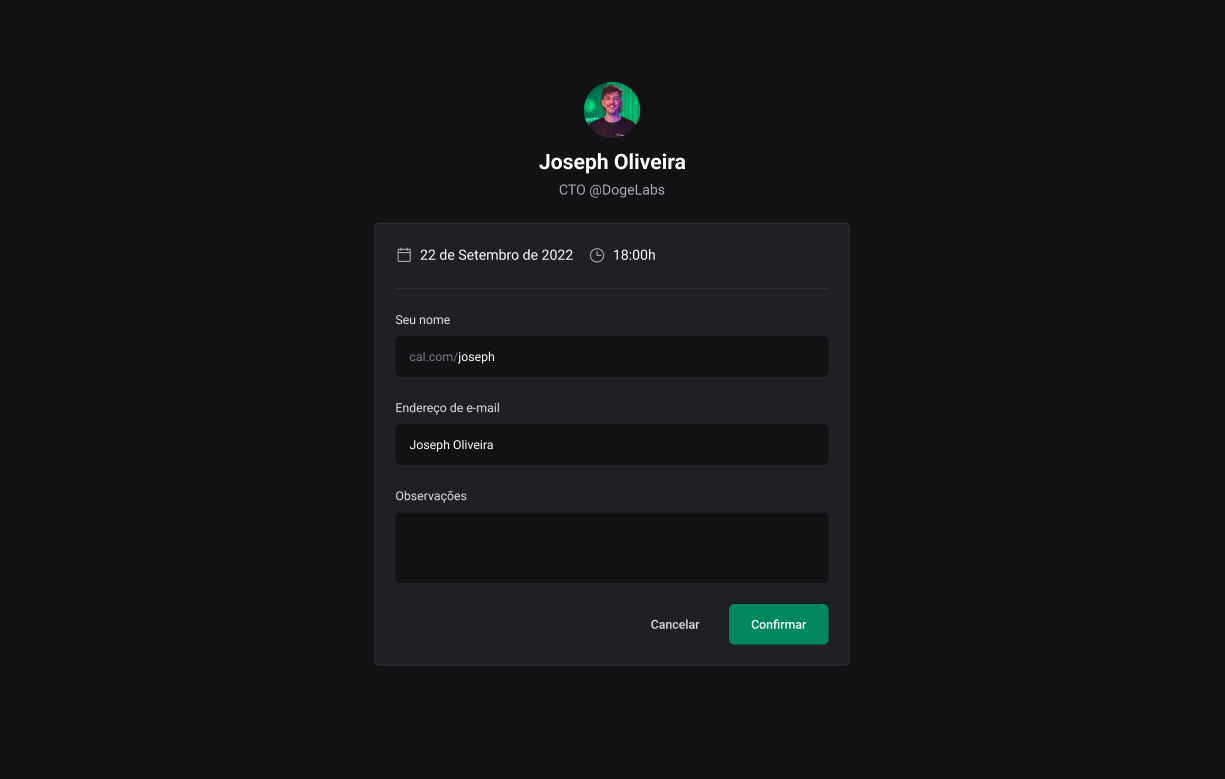 Joseph Oliveira
CTO @DogeLabs
22 de Setembro de 2022 18:00h
Seu nome
cal.com/joseph
Endereço de e-mail
Joseph Oliveira
Observações
Cancelar Confirmar